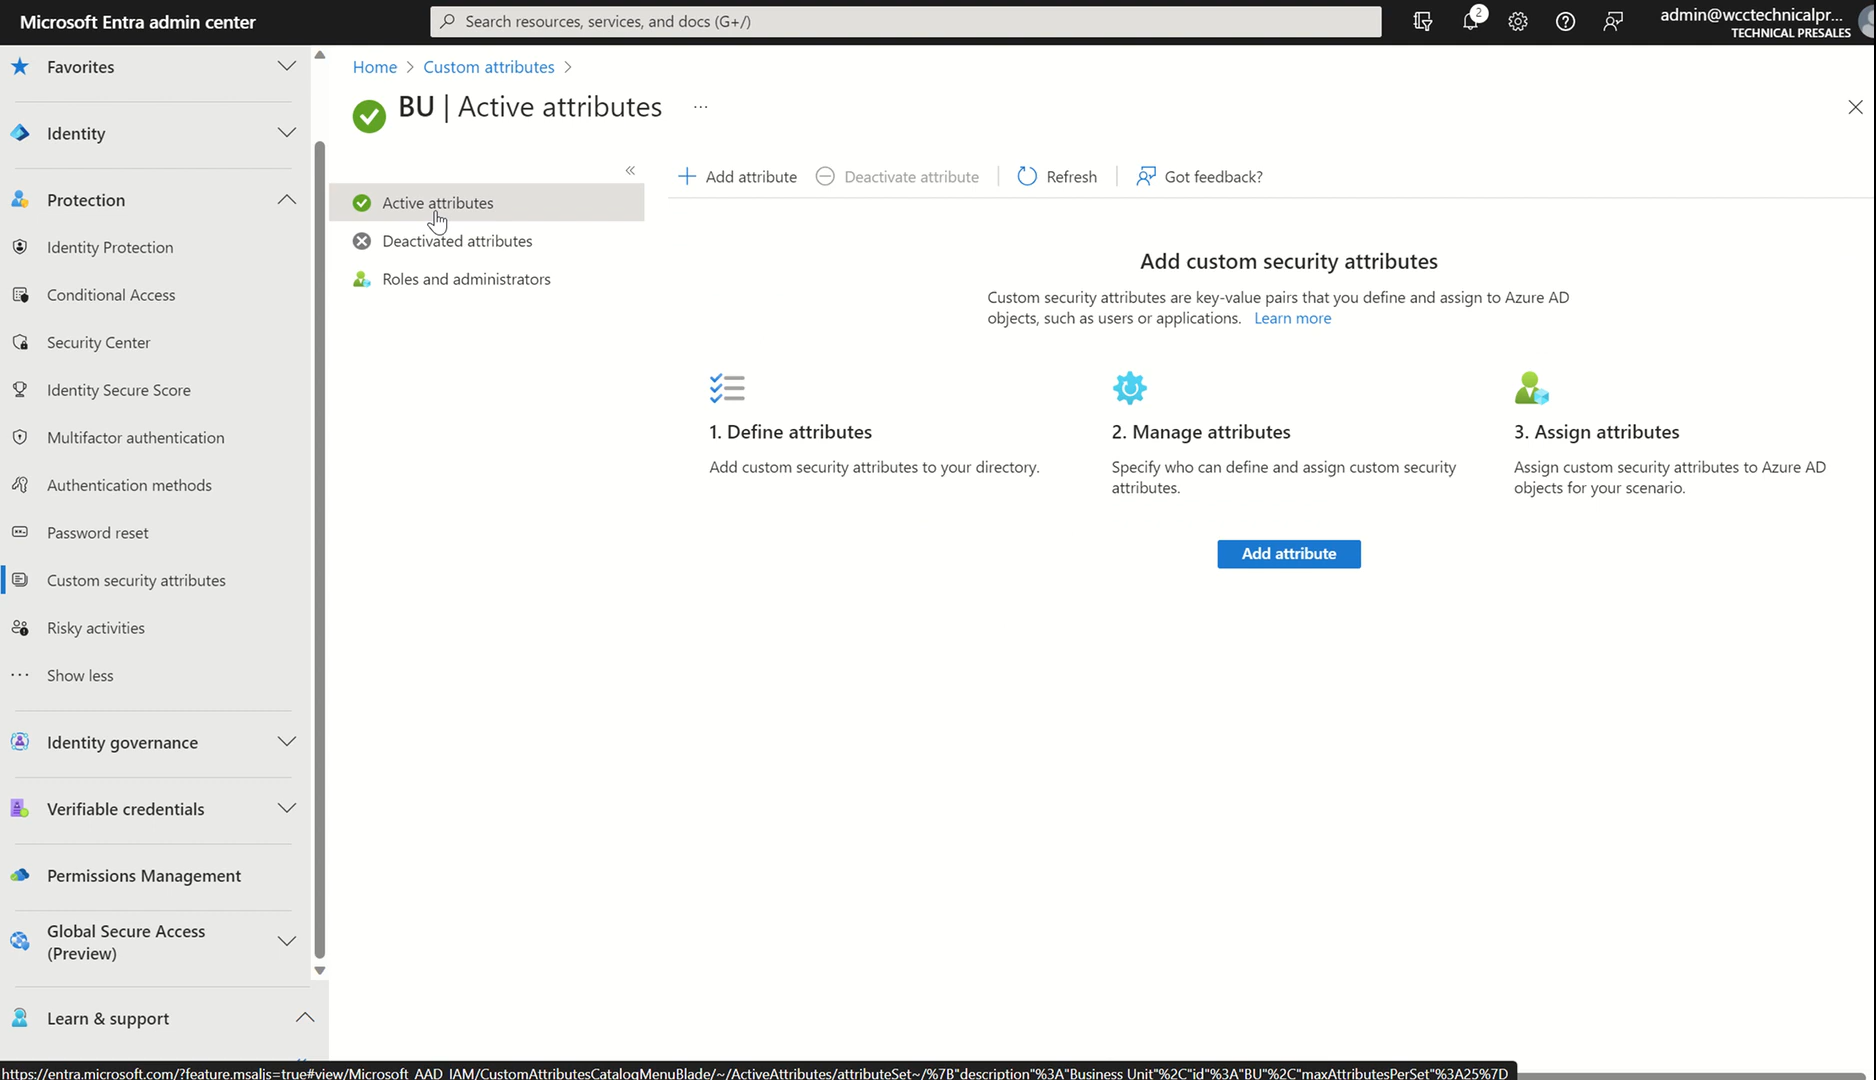 Microsoft Entra admin center
Search resources, services, and docs (G+/)
2
admin@wcctechnicalpr...
TECHNICAL PRESALES
Favorites
Identity
Protection
Identity Protection
Conditional Access
Security Center
Identity Secure Score
Multifactor authentication
Authentication methods
Password reset
Custom security attributes
Risky activities
Show less
Identity governance
Verifiable credentials
Permissions Management
Global Secure Access
(Preview)
Learn & support
Home > Custom attributes >
BU | Active attributes
...
Active attributes
Deactivated attributes
Roles and administrators
Add attribute
Deactivate attribute
Refresh
Got feedback?
Add custom security attributes
Custom security attributes are key-value pairs that you define and assign to Azure AD
objects, such as users or applications. Learn more
1. Define attributes
Add custom security attributes to your directory.
2. Manage attributes
Specify who can define and assign custom security
attributes.
3. Assign attributes
Assign custom security attributes to Azure AD
objects for your scenario.
Add attribute
https://entra.microsoft.com/?feature.msaljs=true#view/Microsoft_AAD_IAM/CustomAttributesCatalogMenuBlade/~/ActiveAttributes/attributeSet~/%7B"description"%3A"Business Unit"%2C"id"%3A"BU"%2C"maxAttributesPerSet"%3A25%7D